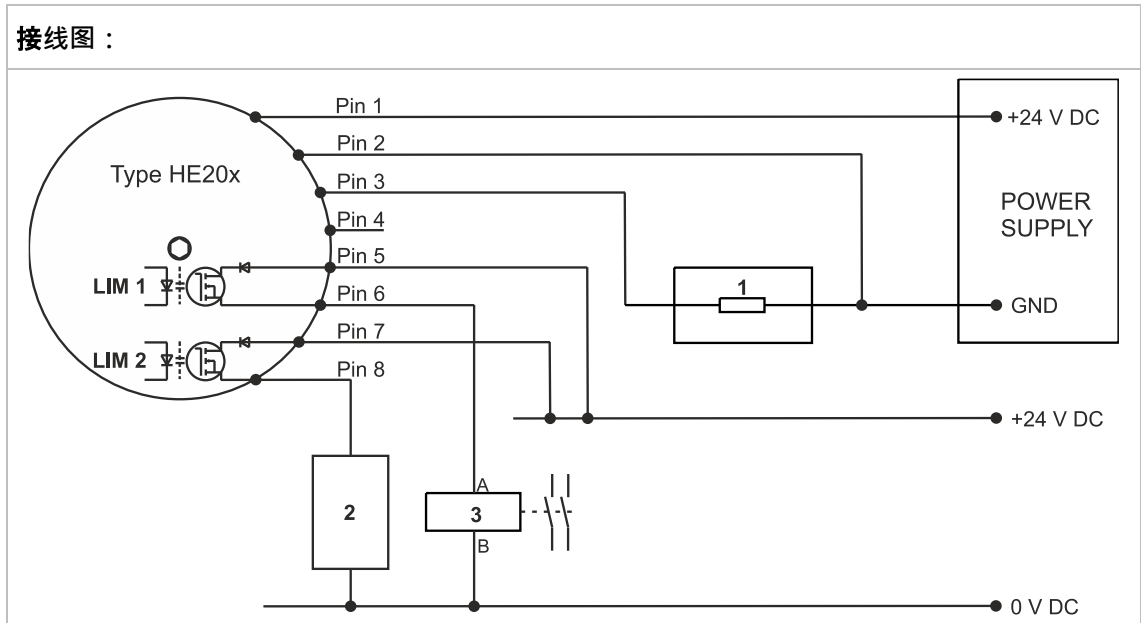 接线图：
Pin 1
+24 V DC
Pin 2
Type HE20x
Pin 3
POWER
SUPPLY
Pin 4
Pin 5
LIM 1
1
Pin 6
GND
Pin 7
LIM 2
Pin 8
+24 V DC
A
2
3
B
0 V DC